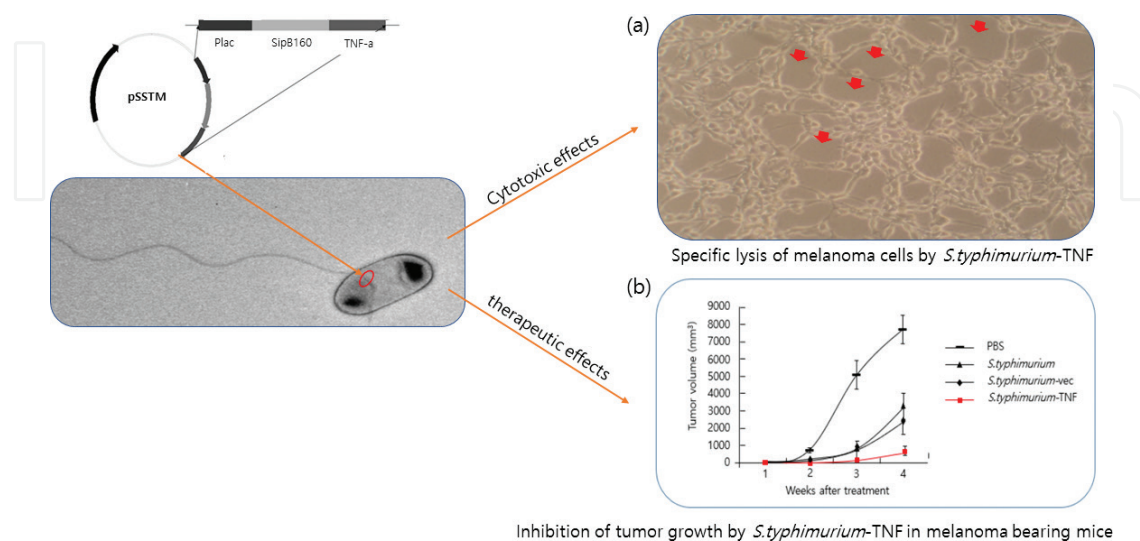 Plac SipB160 TNF-a
pSSTM
Cytotoxic effects
therapeutic effects
(a)
Specific lysis of melanoma cells by S.typhimurium-TNF
(b)
9000
8000
7000
6000
5000
4000
3000
2000
1000
0
Tumor volume (mm³)
1 2 3 4
Weeks after treatment
PBS
S.typhimurium
S.typhimurium-vec
S.typhimurium-TNF
Inhibition of tumor growth by S.typhimurium-TNF in melanoma bearing mice